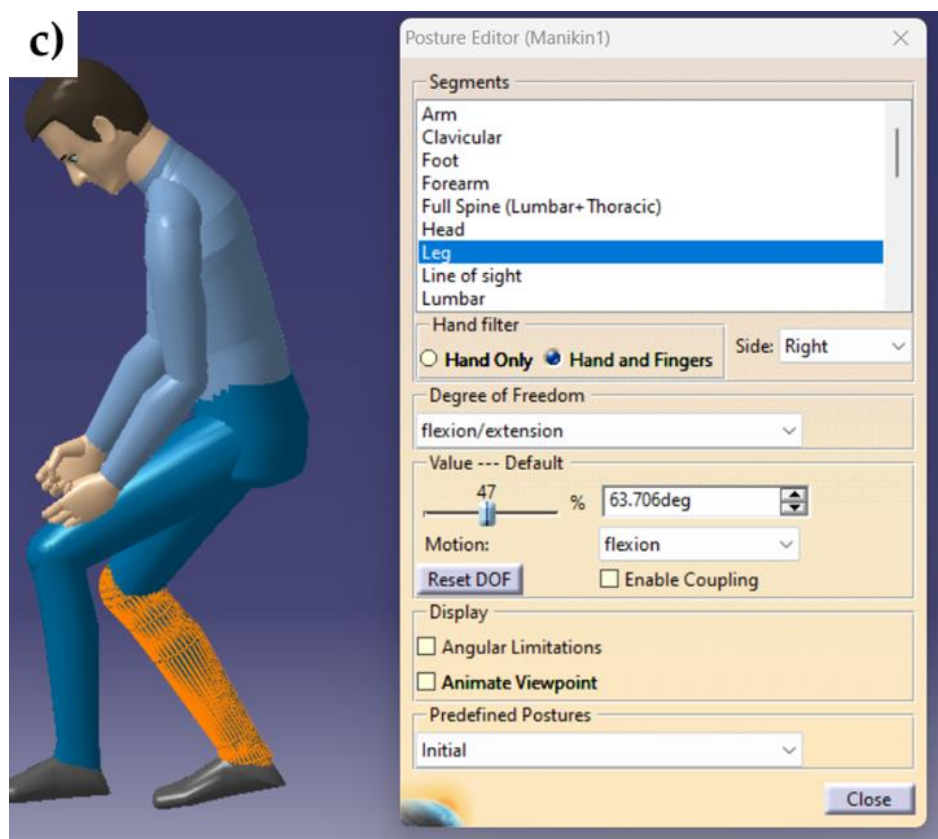 c)
Posture Editor (Manikin1)
Segments
Arm
Clavicular
Foot
Forearm
Full Spine (Lumbar+Thoracic)
Head
Leg
Line of sight
Lumbar
Hand filter
Hand Only Hand and Fingers
Side: Right
Degree of Freedom
flexion/extension
Value --- Default
47
% 63.706deg
Motion: flexion
Reset DOF Enable Coupling
Display
Angular Limitations
Animate Viewpoint
Predefined Postures
Initial
Close